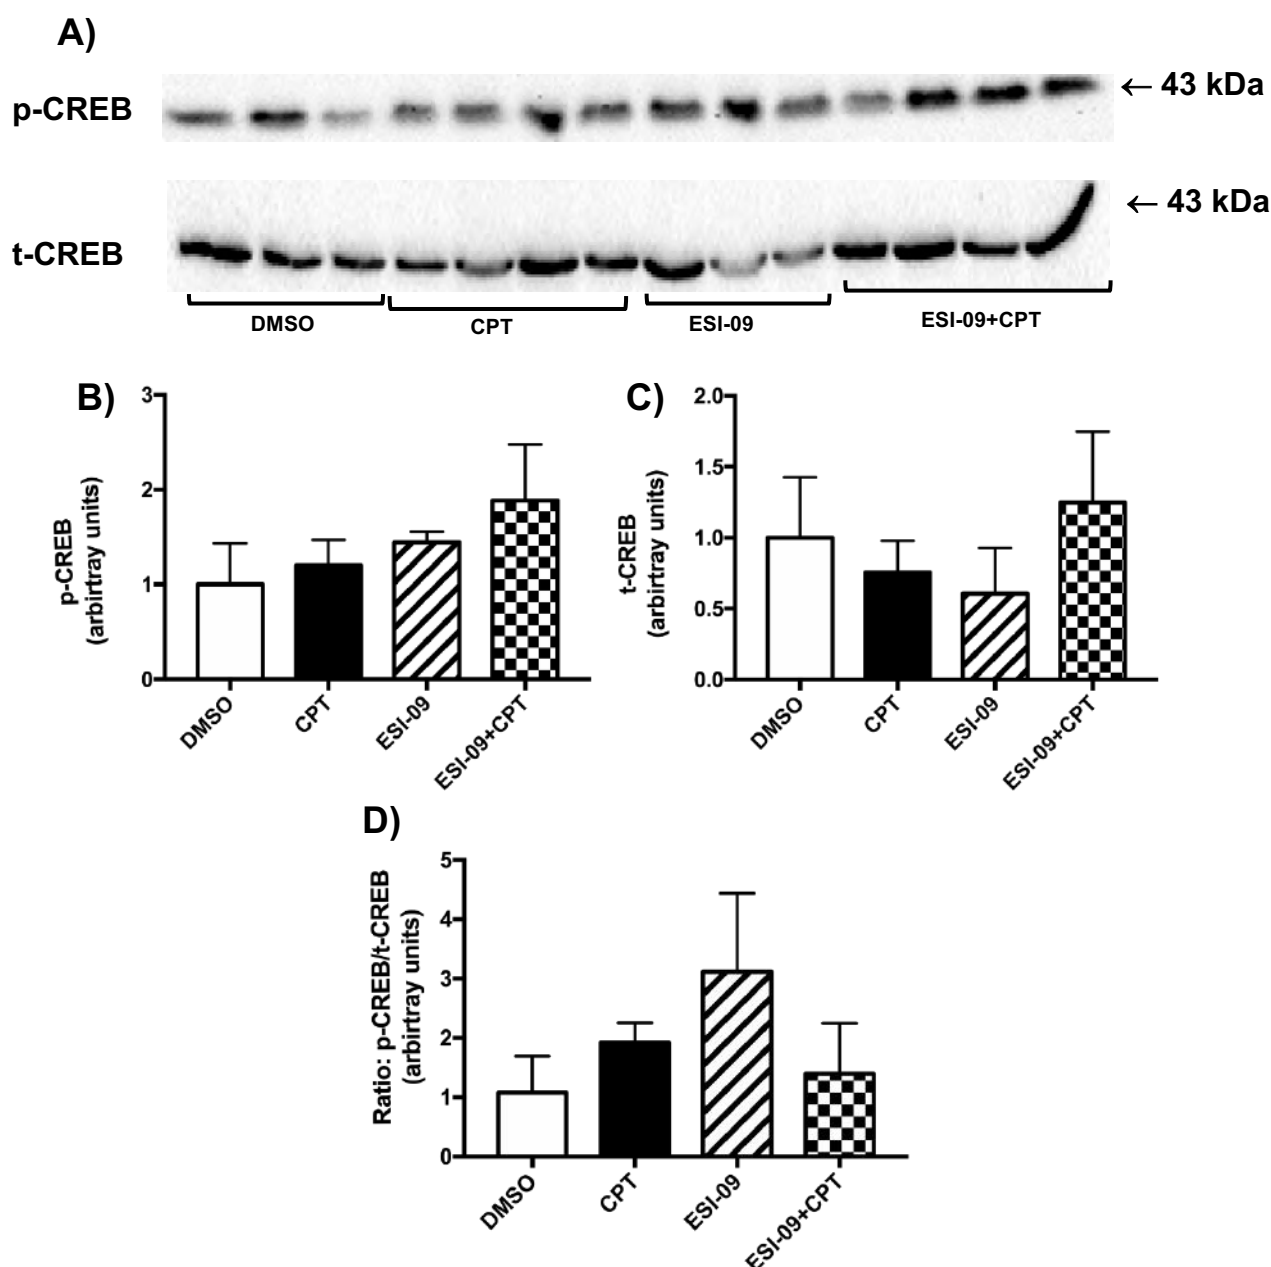 A)
p-CREB
← 43 kDa
t-CREB
← 43 kDa
DMSO
CPT
ESI-09
ESI-09+CPT
B)
3
2
1
0
p-CREB
(arbirtray units)
DMSO
CPT
ESI-09
ESI-09+CPT
C)
2.0
1.5
1.0
0.5
0.0
t-CREB
(arbirtray units)
DMSO
CPT
ESI-09
ESI-09+CPT
D)
5
4
3
2
1
0
Ratio: p-CREB/t-CREB
(arbirtray units)
DMSO
CPT
ESI-09
ESI-09+CPT